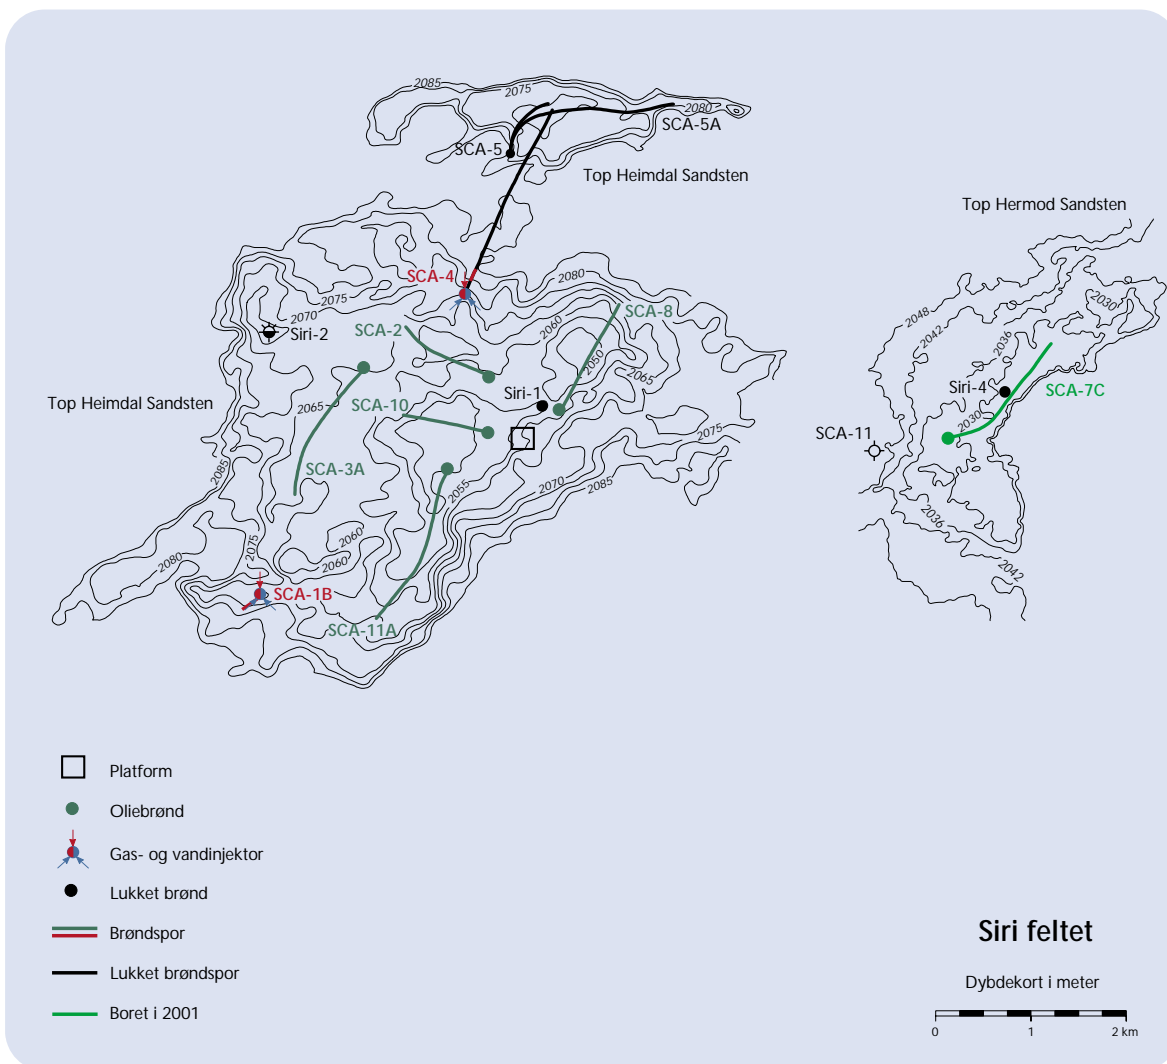 2085
2075
2080
SCA-5A
SCA-5
Top Heimdal Sandsten
Top Hermod Sandsten
SCA-4
2080
2075
2070
Siri-2
SCA-2
2060
SCA-8
2050
2065
2048
2042
2036
2030
Siri-4
SCA-7C
2030
Top Heimdal Sandsten
2065
SCA-10
Siri-1
2075
SCA-11
2085
SCA-3A
2055
2070
2085
2036
2042
2075
2060
2060
2080
SCA-1B
SCA-11A
Platform
Oliebrønd
Gas- og vandinjektor
Lukket brønd
Brøndspor
Lukket brøndspor
Boret i 2001
Siri feltet
Dybdekort i meter
0 1 2 km